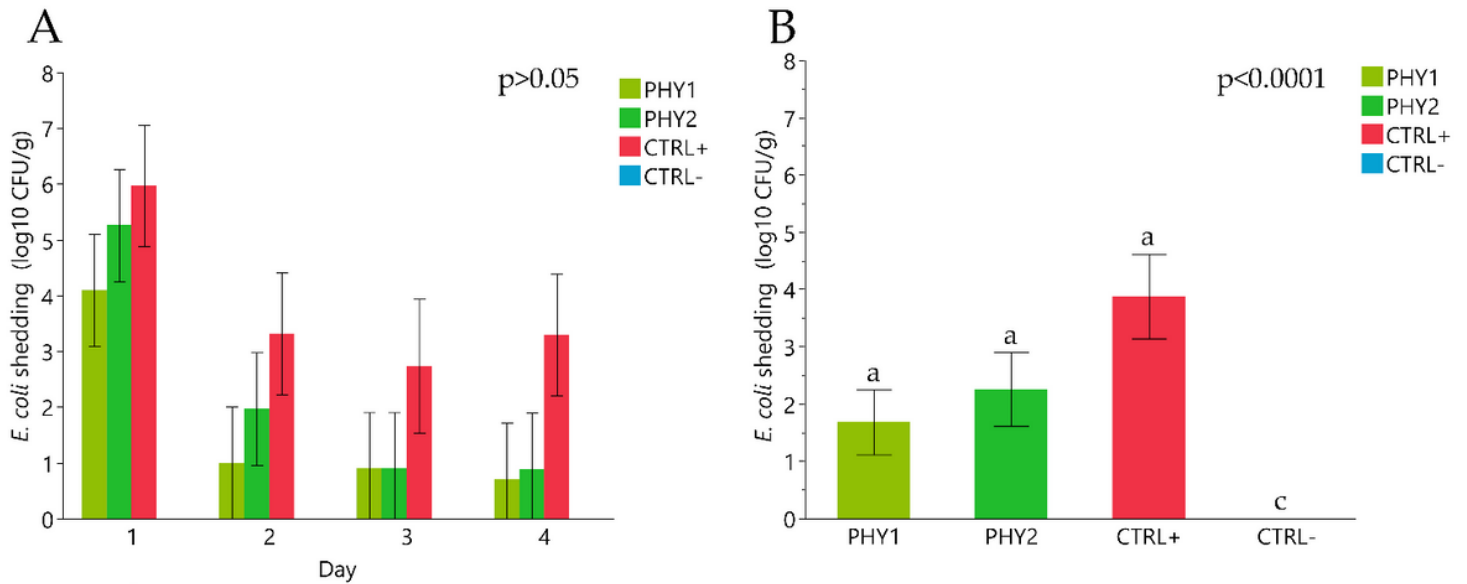 A
p>0.05
PHY1
PHY2
CTRL+
CTRL-
E. coli shedding (log10 CFU/g)
8
7
6
5
4
3
2
1
0
1 2 3 4
Day
B
p<0.0001
PHY1
PHY2
CTRL+
CTRL-
E. coli shedding (log10 CFU/g)
8
7
6
5
4
3
2
1
0
a
a
a
c
PHY1 PHY2 CTRL+ CTRL-